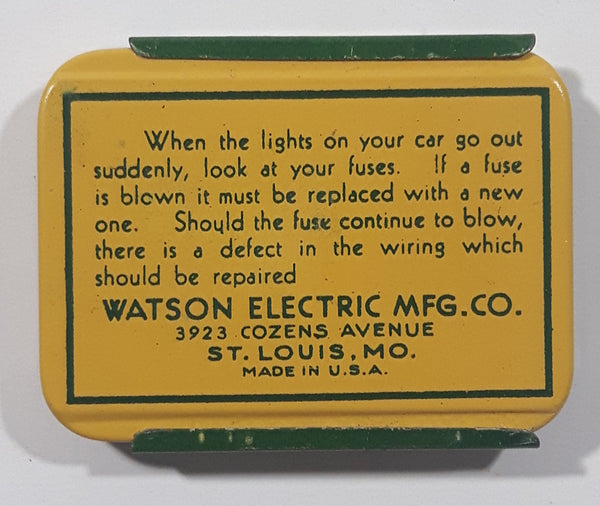 When the lights on your car go out
suddenly, look at your fuses. If a fuse
is blown it must be replaced with a new
one. Should the fuse continue to blow,
there is a defect in the wiring which
should be repaired
WATSON ELECTRIC MFG.CO.
3923 COZENS AVENUE
ST. LOUIS, MO.
MADE IN U.S.A.